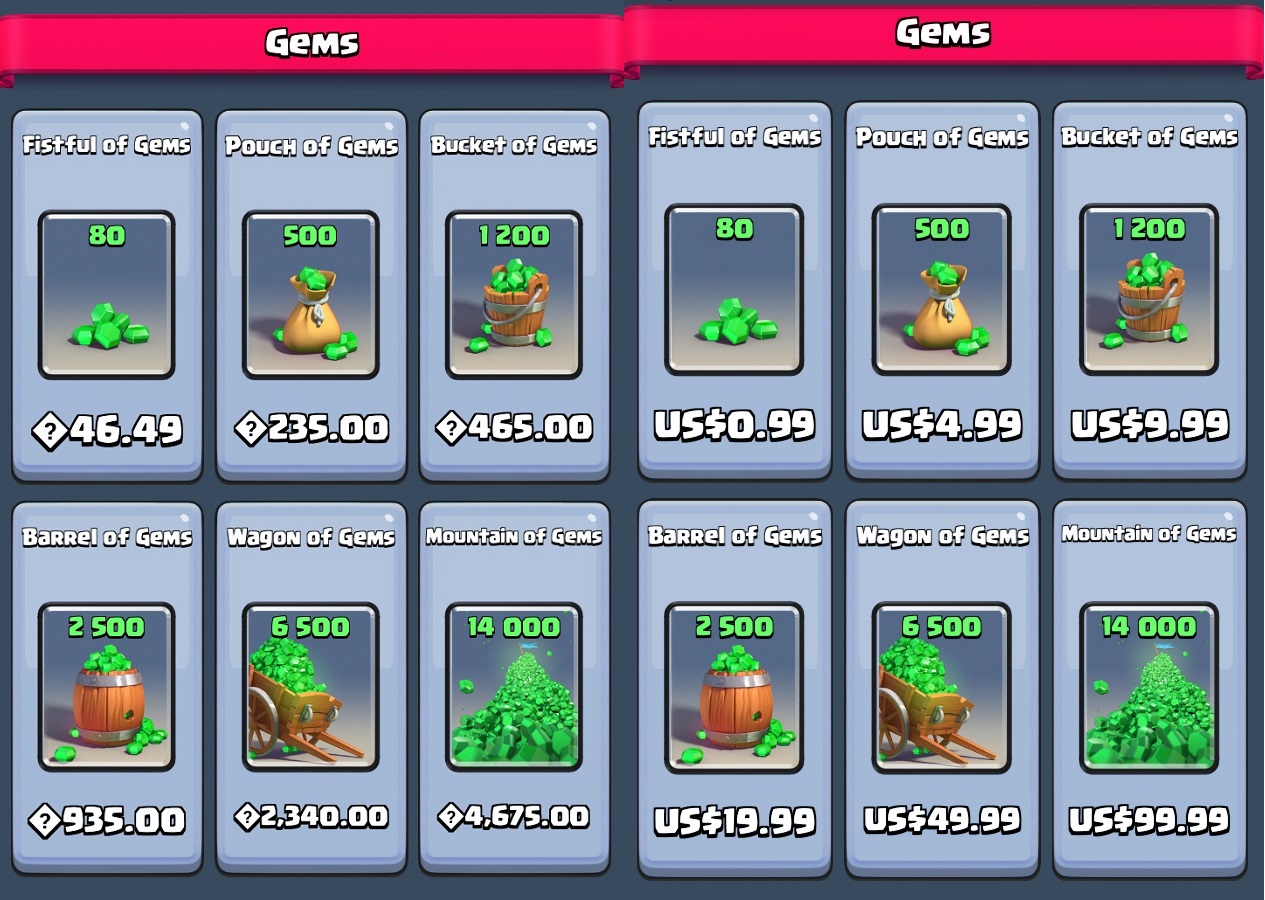 Gems
Fistful of Gems
Pouch of Gems
Bucket of Gems
80
500
1 200
�46.49
�235.00
�465.00
Barrel of Gems
Wagon of Gems
Mountain of Gems
2 500
6 500
14 000
�935.00
�2,340.00
�4,675.00
Gems
Fistful of Gems
Pouch of Gems
Bucket of Gems
80
500
1 200
US$0.99
US$4.99
US$9.99
Barrel of Gems
Wagon of Gems
Mountain of Gems
2 500
6 500
14 000
US$19.99
US$49.99
US$99.99